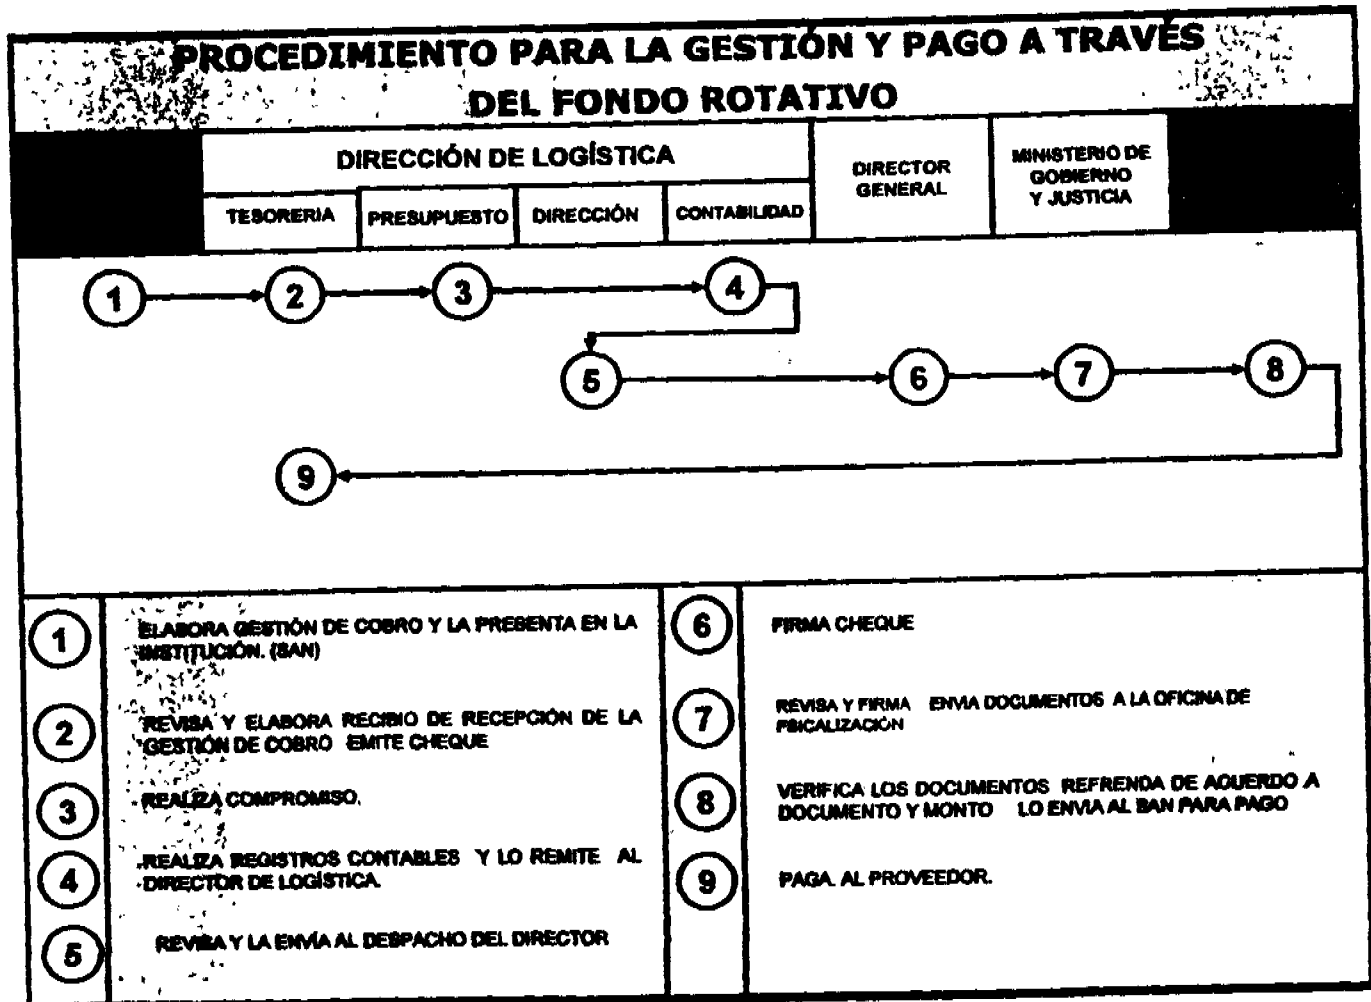 PROCEDIMIENTO PARA LA GESTIÓN Y PAGO A TRAVÉS
DEL FONDO ROTATIVO
DIRECCIÓN DE LOGÍSTICA
DIRECTOR
GENERAL
MINISTERIO DE
GOBIERNO
Y JUSTICIA
TESORERIA
PRESUPUESTO
DIRECCIÓN
CONTABILIDAD
1
2
3
4
5
6
7
8
9
1
ELABORA GESTIÓN DE COBRO Y LA PRESENTA EN LA
INSTITUCIÓN. (SAN)
2
REVISA Y ELABORA RECIBIO DE RECEPCIÓN DE LA
GESTIÓN DE COBRO EMITE CHEQUE
3
REALIZA COMPROMISO.
4
REALIZA REGISTROS CONTABLES Y LO REMITE AL
DIRECTOR DE LOGÍSTICA.
5
REVISA Y LA ENVÍA AL DESPACHO DEL DIRECTOR
6
FIRMA CHEQUE
7
REVISA Y FIRMA ENVIA DOCUMENTOS A LA OFICINA DE
8
VERIFICA LOS DOCUMENTOS REFRENDA DE ACUERDO A
DOCUMENTO Y MONTO LO ENVIA AL SAN PARA PAGO
9
PAGA AL PROVEEDOR.